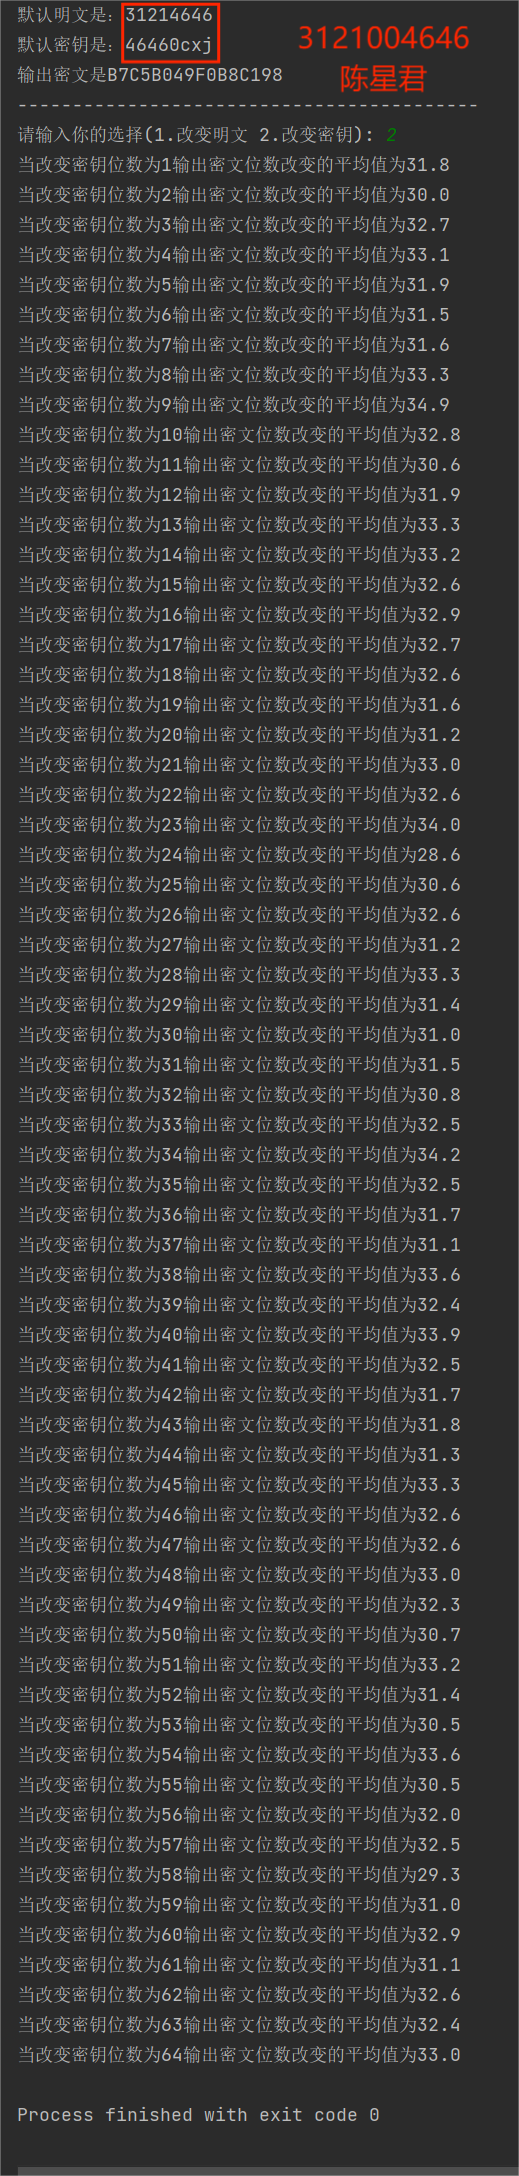 默认明文是：31214646
默认密钥是：46460cxj
3121004646
陈星君
输出密文是B7C5B049F0B8C198
------------------------------------------
请输入你的选择(1.改变明文 2.改变密钥): 2
当改变密钥位数为1输出密文位数改变的平均值为31.8
当改变密钥位数为2输出密文位数改变的平均值为30.0
当改变密钥位数为3输出密文位数改变的平均值为32.7
当改变密钥位数为4输出密文位数改变的平均值为33.1
当改变密钥位数为5输出密文位数改变的平均值为31.9
当改变密钥位数为6输出密文位数改变的平均值为31.5
当改变密钥位数为7输出密文位数改变的平均值为31.6
当改变密钥位数为8输出密文位数改变的平均值为33.3
当改变密钥位数为9输出密文位数改变的平均值为34.9
当改变密钥位数为10输出密文位数改变的平均值为32.8
当改变密钥位数为11输出密文位数改变的平均值为30.6
当改变密钥位数为12输出密文位数改变的平均值为31.9
当改变密钥位数为13输出密文位数改变的平均值为33.3
当改变密钥位数为14输出密文位数改变的平均值为33.2
当改变密钥位数为15输出密文位数改变的平均值为32.6
当改变密钥位数为16输出密文位数改变的平均值为32.9
当改变密钥位数为17输出密文位数改变的平均值为32.7
当改变密钥位数为18输出密文位数改变的平均值为32.6
当改变密钥位数为19输出密文位数改变的平均值为31.6
当改变密钥位数为20输出密文位数改变的平均值为31.2
当改变密钥位数为21输出密文位数改变的平均值为33.0
当改变密钥位数为22输出密文位数改变的平均值为32.6
当改变密钥位数为23输出密文位数改变的平均值为34.0
当改变密钥位数为24输出密文位数改变的平均值为28.6
当改变密钥位数为25输出密文位数改变的平均值为30.6
当改变密钥位数为26输出密文位数改变的平均值为32.6
当改变密钥位数为27输出密文位数改变的平均值为31.2
当改变密钥位数为28输出密文位数改变的平均值为33.3
当改变密钥位数为29输出密文位数改变的平均值为31.4
当改变密钥位数为30输出密文位数改变的平均值为31.0
当改变密钥位数为31输出密文位数改变的平均值为31.5
当改变密钥位数为32输出密文位数改变的平均值为30.8
当改变密钥位数为33输出密文位数改变的平均值为32.5
当改变密钥位数为34输出密文位数改变的平均值为34.2
当改变密钥位数为35输出密文位数改变的平均值为32.5
当改变密钥位数为36输出密文位数改变的平均值为31.7
当改变密钥位数为37输出密文位数改变的平均值为31.1
当改变密钥位数为38输出密文位数改变的平均值为33.6
当改变密钥位数为39输出密文位数改变的平均值为32.4
当改变密钥位数为40输出密文位数改变的平均值为33.9
当改变密钥位数为41输出密文位数改变的平均值为32.5
当改变密钥位数为42输出密文位数改变的平均值为31.7
当改变密钥位数为43输出密文位数改变的平均值为31.8
当改变密钥位数为44输出密文位数改变的平均值为31.3
当改变密钥位数为45输出密文位数改变的平均值为33.3
当改变密钥位数为46输出密文位数改变的平均值为32.6
当改变密钥位数为47输出密文位数改变的平均值为32.6
当改变密钥位数为48输出密文位数改变的平均值为33.0
当改变密钥位数为49输出密文位数改变的平均值为32.3
当改变密钥位数为50输出密文位数改变的平均值为30.7
当改变密钥位数为51输出密文位数改变的平均值为33.2
当改变密钥位数为52输出密文位数改变的平均值为31.4
当改变密钥位数为53输出密文位数改变的平均值为30.5
当改变密钥位数为54输出密文位数改变的平均值为33.6
当改变密钥位数为55输出密文位数改变的平均值为30.5
当改变密钥位数为56输出密文位数改变的平均值为32.0
当改变密钥位数为57输出密文位数改变的平均值为32.5
当改变密钥位数为58输出密文位数改变的平均值为29.3
当改变密钥位数为59输出密文位数改变的平均值为31.0
当改变密钥位数为60输出密文位数改变的平均值为32.9
当改变密钥位数为61输出密文位数改变的平均值为31.1
当改变密钥位数为62输出密文位数改变的平均值为32.6
当改变密钥位数为63输出密文位数改变的平均值为32.4
当改变密钥位数为64输出密文位数改变的平均值为33.0
Process finished with exit code 0